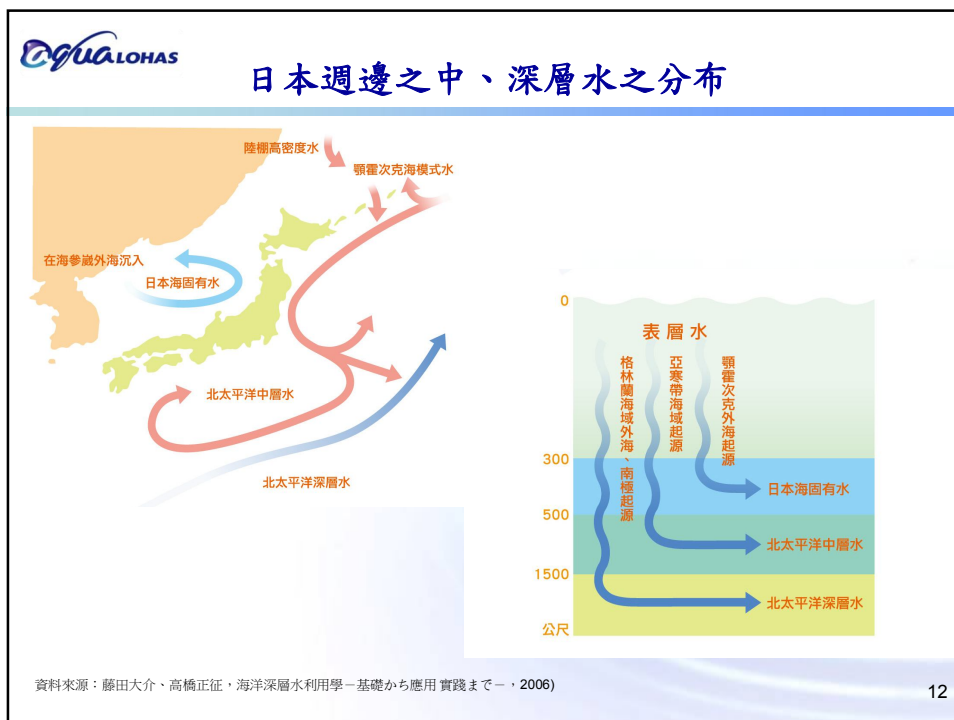 aquaLOHAS
日本週邊之中、深層水之分布
陸棚高密度水
顎霍次克海模式水
在海參崴外海沉入
日本海固有水
北太平洋中層水
北太平洋深層水
0
表層水
格林蘭海域外海、南極起源
亞寒帶海域起源
顎霍次克外海起源
300
日本海固有水
500
北太平洋中層水
1500
北太平洋深層水
公尺
資料來源：藤田大介、高橋正征，海洋深層水利用學－基礎から應用 實踐まで－，2006)
12